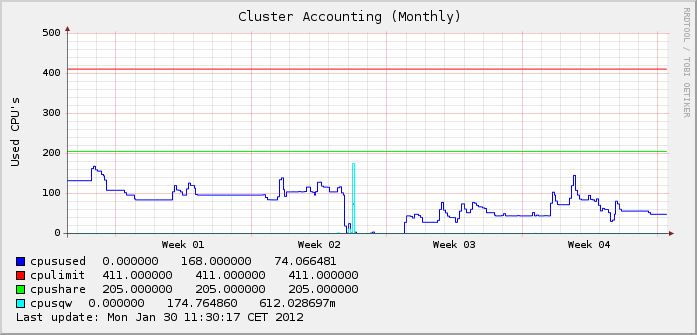 Cluster Accounting (Monthly)
RRDTOOL / TOBI OETIKER
Used CPU's
500
400
300
200
100
0
Week 01 Week 02 Week 03 Week 04
cpusused 0.000000 168.000000 74.066481
cpulimit 411.000000 411.000000 411.000000
cpushare 205.000000 205.000000 205.000000
cpusqw 0.000000 174.764860 612.028697m
Last update: Mon Jan 30 11:30:17 CET 2012